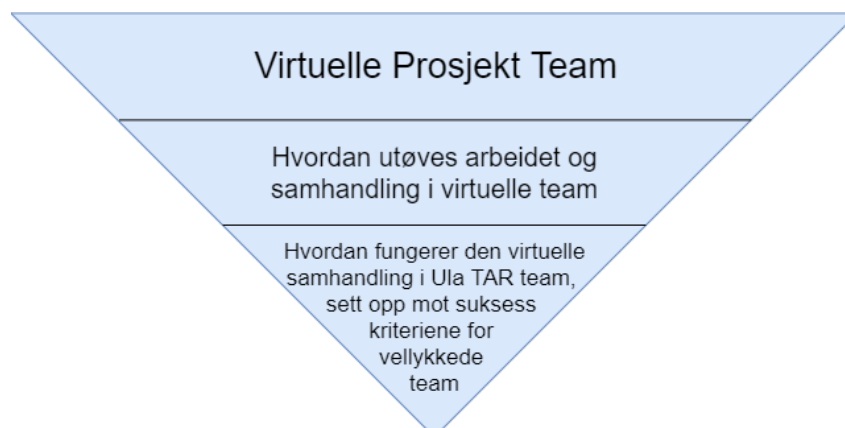 Virtuelle Prosjekt Team
Hvordan utøves arbeidet og
samhandling i virtuelle team
Hvordan fungerer den virtuelle
samhandling i Ula TAR team,
sett opp mot suksess
kriteriene for
vellykkede
team